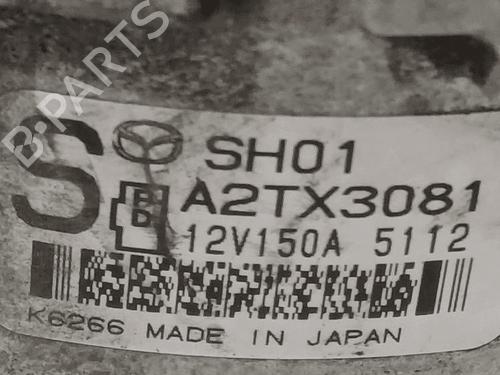 B-PARTS
S SH01
B D A2TX3081
12V150A 5112
K6266 MADE IN JAPAN